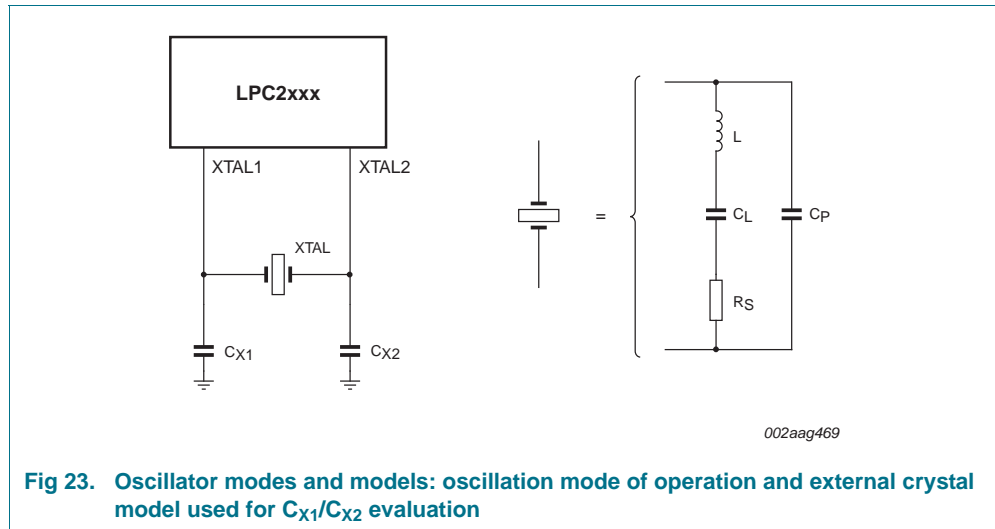 LPC2xxx
XTAL1
XTAL2
XTAL
CX1
CX2
=
L
CL
CP
RS
002aag469
Fig 23. Oscillator modes and models: oscillation mode of operation and external crystal
model used for CX1/CX2 evaluation